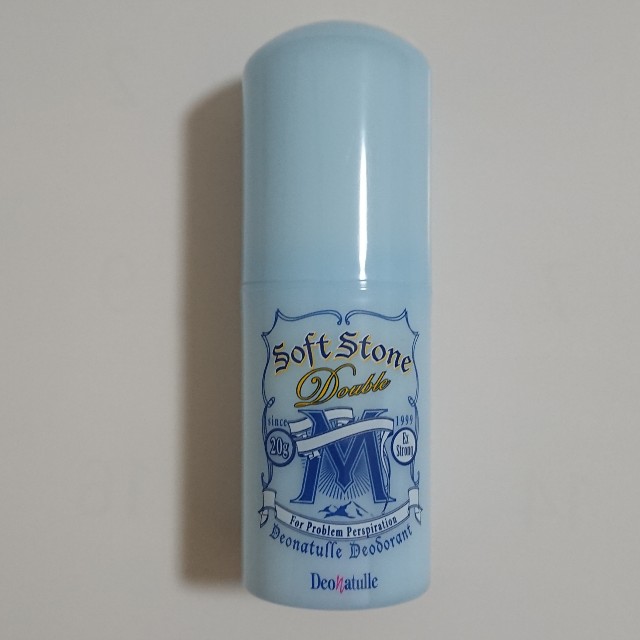 Soft Stone
Double
since 1999
20g
M
Ex Strong
For Problem Perspiration
Deonatulle Deodorant
Deonatulle